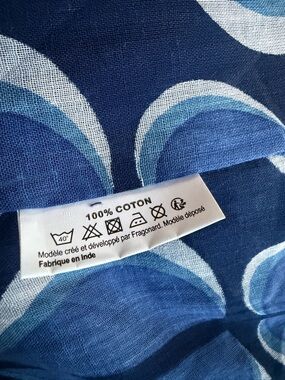 100% COTON
40°
Modèle créé et développé par Fragonard. Modèle déposé
Fabriqué en Inde